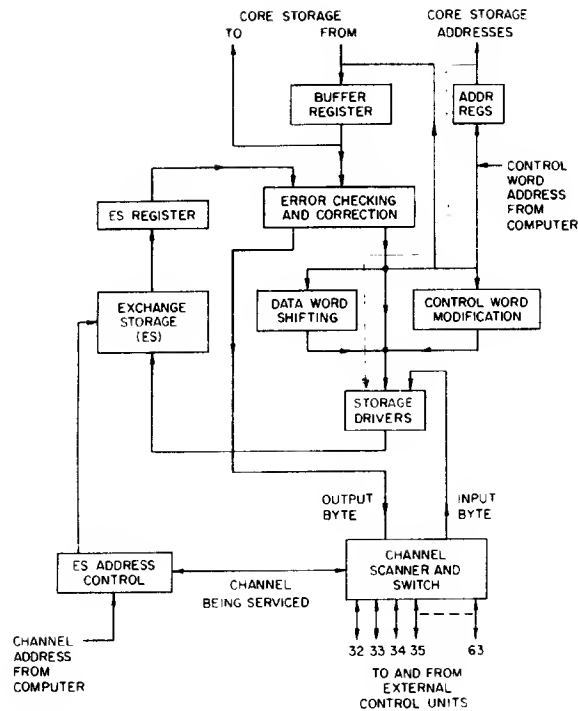 CORE STORAGE
TO FROM
CORE STORAGE
ADDRESSES
BUFFER
REGISTER
ADDR
REGS
CONTROL
WORD
ADDRESS
FROM
COMPUTER
ES REGISTER
ERROR CHECKING
AND CORRECTION
EXCHANGE
STORAGE
(ES)
DATA WORD
SHIFTING
CONTROL WORD
MODIFICATION
STORAGE
DRIVERS
OUTPUT
BYTE
INPUT
BYTE
ES ADDRESS
CONTROL
CHANNEL
BEING SERVICED
CHANNEL
SCANNER AND
SWITCH
CHANNEL
ADDRESS
FROM
COMPUTER
32 33 34 35 63
TO AND FROM
EXTERNAL
CONTROL UNITS